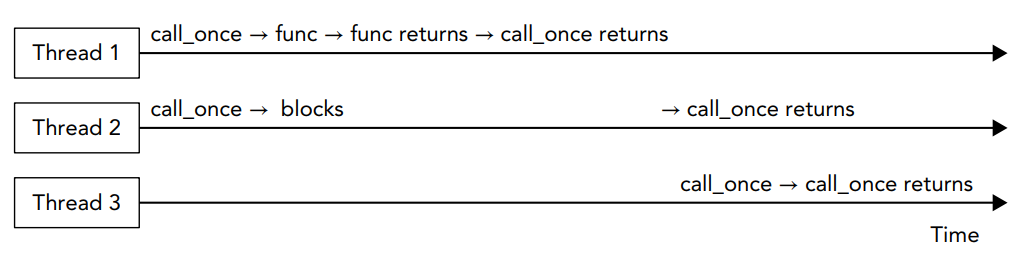 call_once → func → func returns → call_once returns
Thread 1
call_once → blocks → call_once returns
Thread 2
call_once → call_once returns
Thread 3
Time